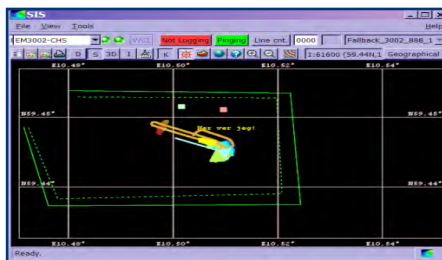 SIS
File View Tools Help
EM3002-CHS Not Logging Pinging Line cnt. 0000 Fallback_3002_886_1
D S 3D I K 1:61600 (59.44N,1 Geographical
E10.48° E10.50° E10.52° E10.54°
N59.45° N59.45°
Her var jeg!
N59.44° N59.44°
E10.48° E10.50° E10.52° E10.54°
Ready.